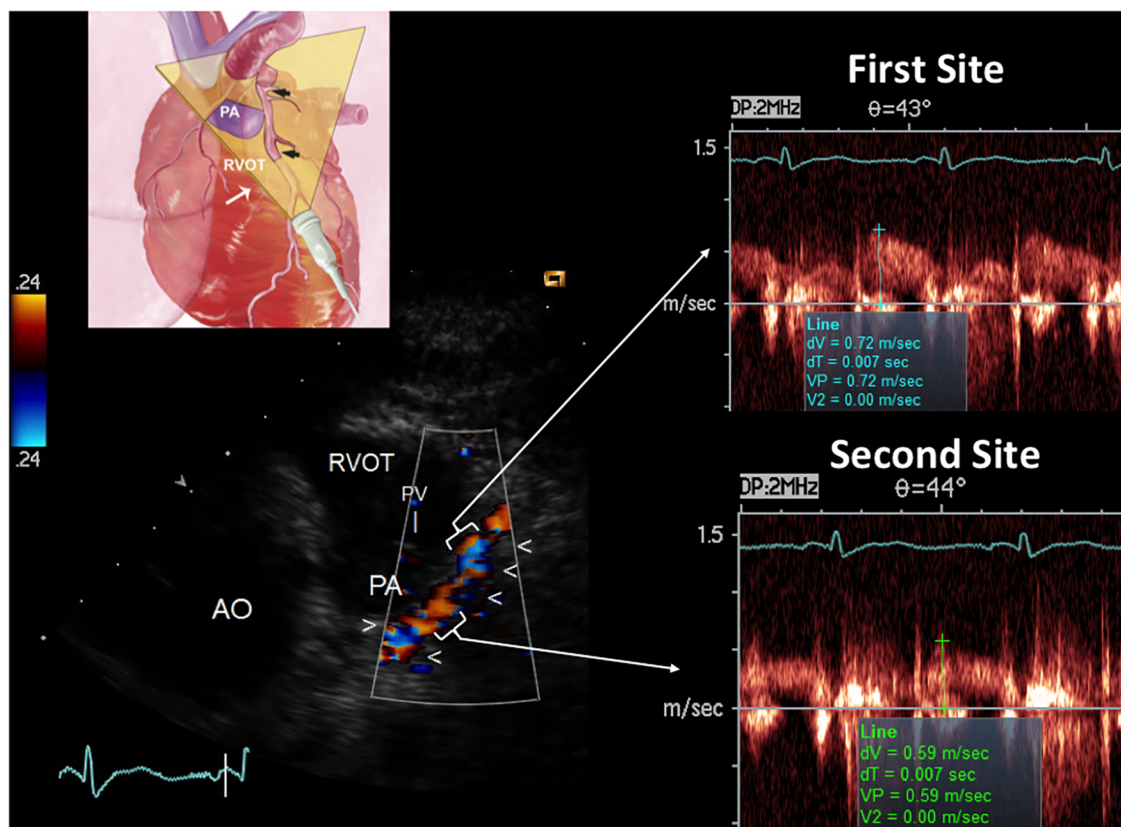 PA
RVOT
.24
.24
RVOT
PV
PA
AO
First Site
DP:2MHz
θ=43°
1.5
m/sec
Line
dV = 0.72 m/sec
dT = 0.007 sec
VP = 0.72 m/sec
V2 = 0.00 m/sec
Second Site
DP:2MHz
θ=44°
1.5
m/sec
Line
dV = 0.59 m/sec
dT = 0.007 sec
VP = 0.59 m/sec
V2 = 0.00 m/sec